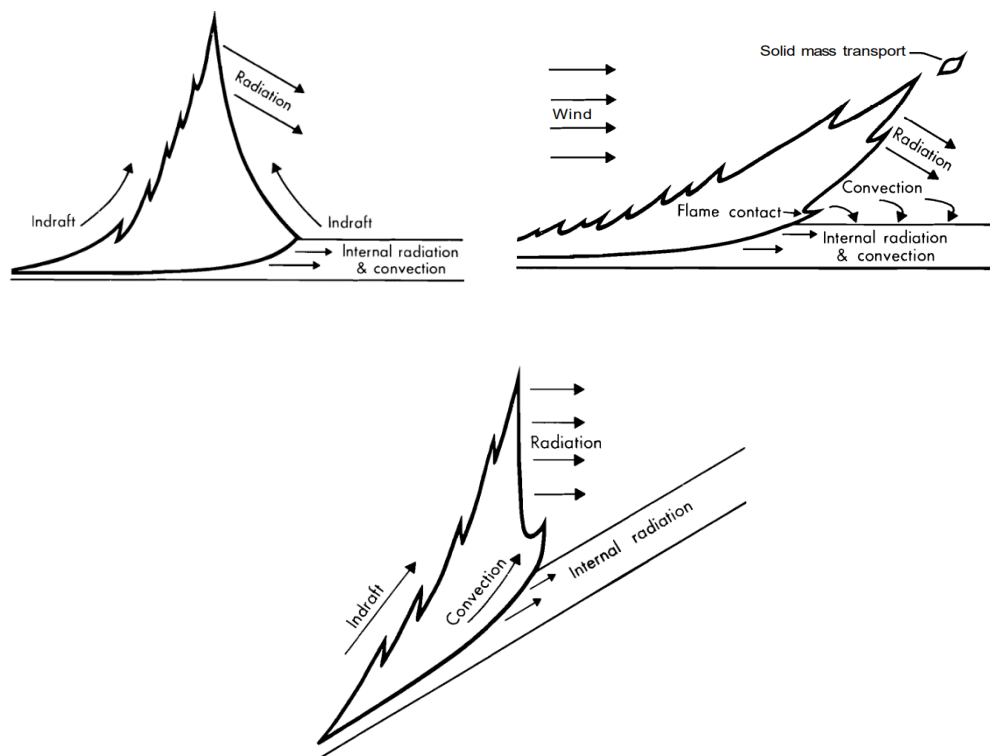 Radiation
Indraft
Indraft
Internal radiation
& convection
Solid mass transport
Wind
Radiation
Convection
Flame contact
Internal radiation
& convection
Radiation
Indraft
Convection
Internal radiation